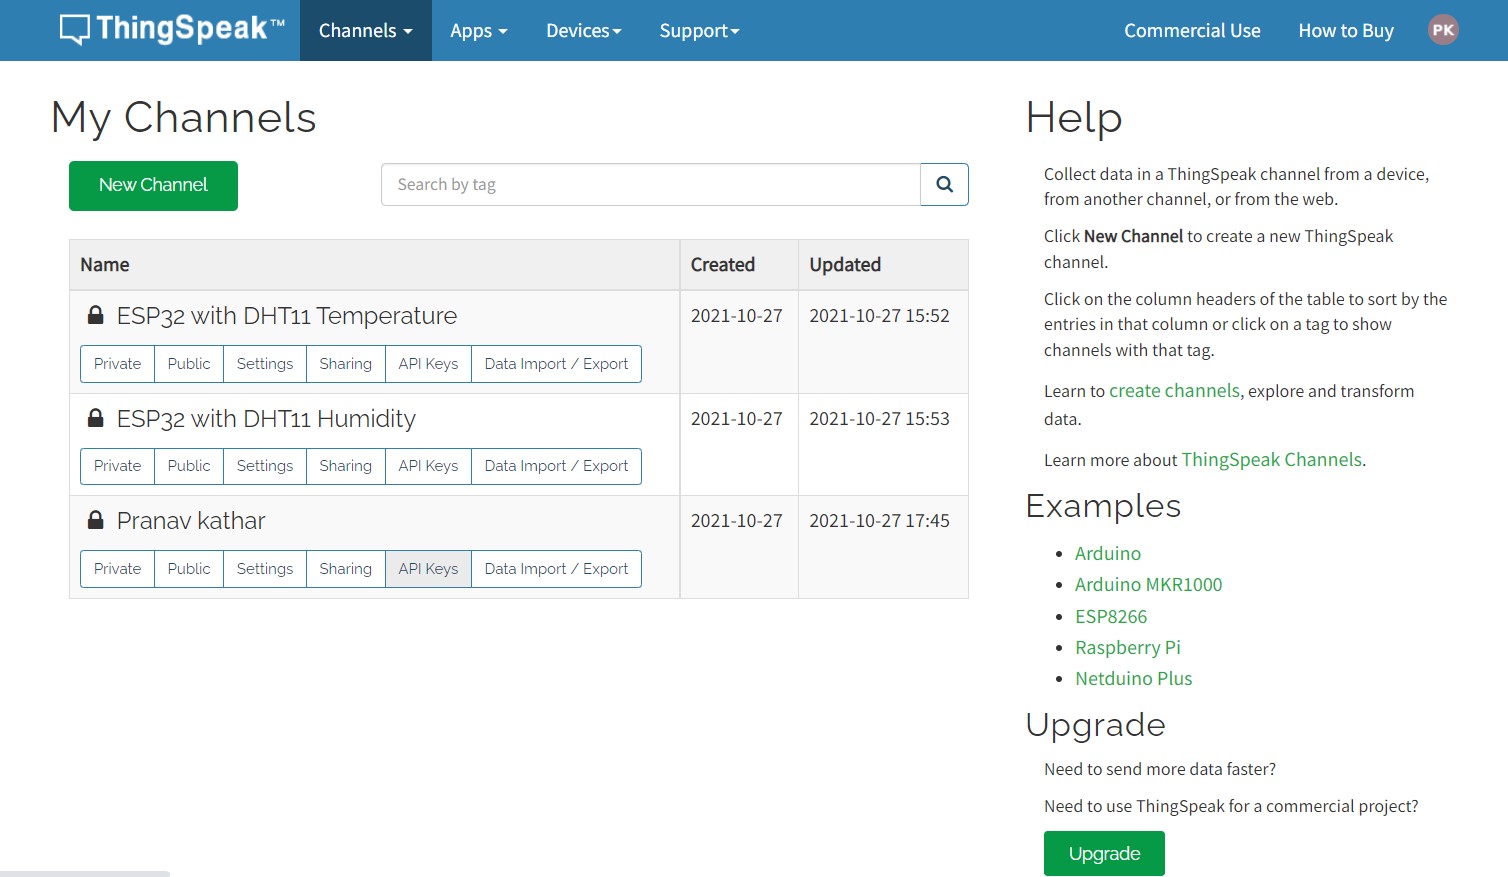 ThingSpeak™ Channels Apps Devices Support Commercial Use How to Buy PK
My Channels
New Channel
Search by tag
Name Created Updated
ESP32 with DHT11 Temperature 2021-10-27 2021-10-27 15:52
Private Public Settings Sharing API Keys Data Import / Export
ESP32 with DHT11 Humidity 2021-10-27 2021-10-27 15:53
Private Public Settings Sharing API Keys Data Import / Export
Pranav kathar 2021-10-27 2021-10-27 17:45
Private Public Settings Sharing API Keys Data Import / Export
Help
Collect data in a ThingSpeak channel from a device,
from another channel, or from the web.
Click New Channel to create a new ThingSpeak
channel.
Click on the column headers of the table to sort by the
entries in that column or click on a tag to show
channels with that tag.
Learn to create channels, explore and transform
data.
Learn more about ThingSpeak Channels.
Examples
• Arduino
• Arduino MKR1000
• ESP8266
• Raspberry Pi
• Netduino Plus
Upgrade
Need to send more data faster?
Need to use ThingSpeak for a commercial project?
Upgrade